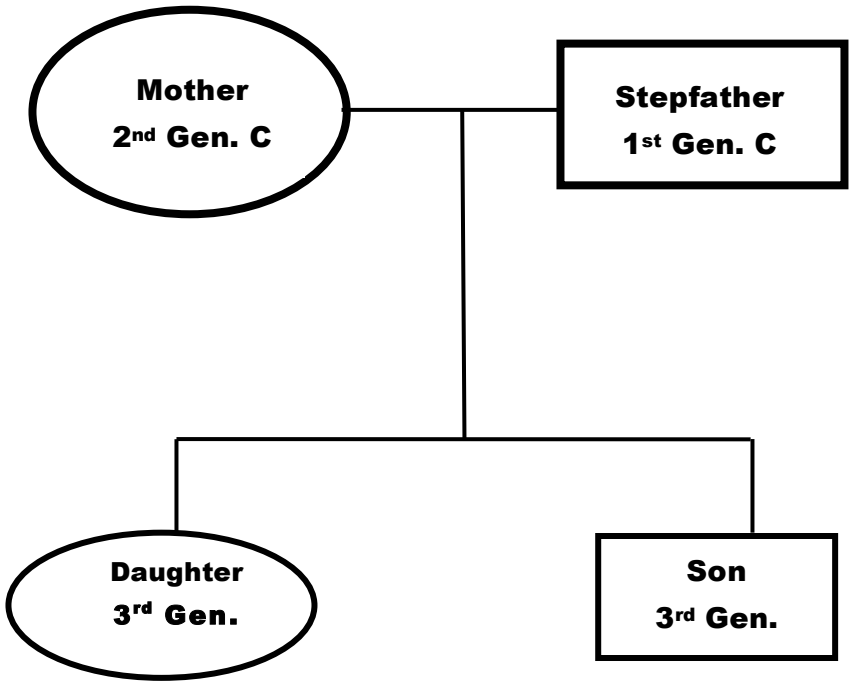 Mother
2nd Gen. C
Stepfather
1st Gen. C
Daughter
3rd Gen.
Son
3rd Gen.